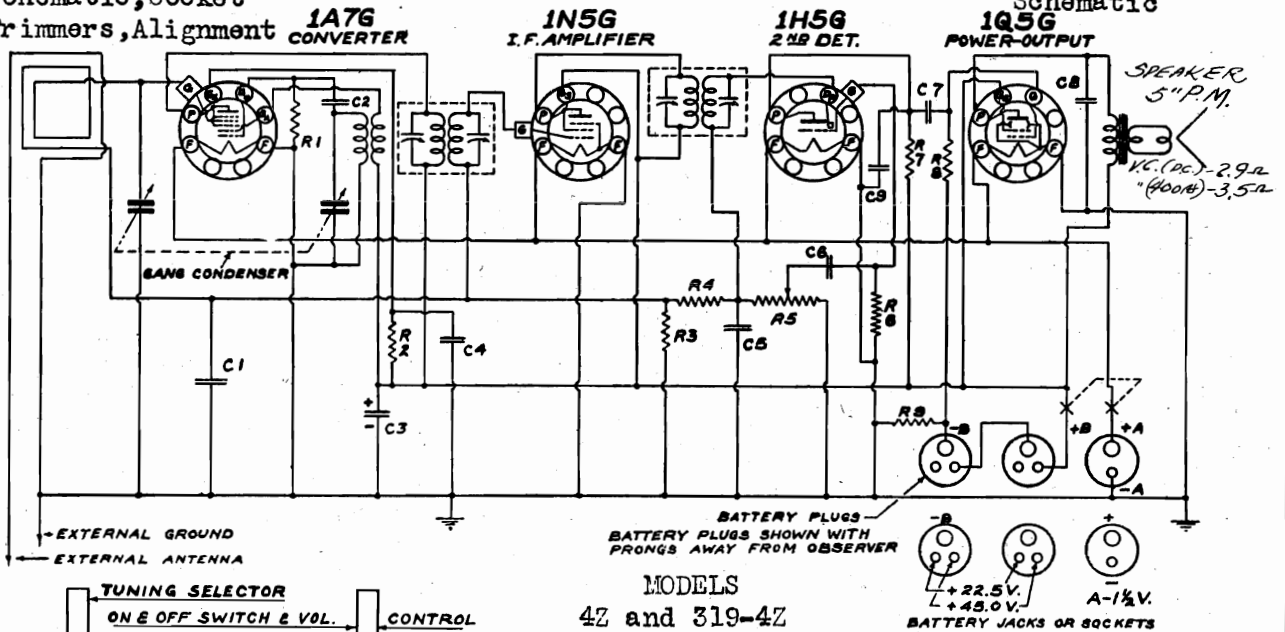 Schematic, Socket
Trimmers, Alignment
Schematic
1A7G
CONVERTER
1N5G
I.F. AMPLIFIER
1H5G
2ND DET.
1Q5G
POWER-OUTPUT
SPEAKER
5" P.M.
V.C. (D.C.) - 2.9Ω
" (400~) - 3.5Ω
G
P
F
F
C2
R1
G
P
F
F
G
C7
C8
P
F
F
G
R7
R8
C9
GANG CONDENSER
C6
R4
R5
R3
C5
R6
C1
R2
C4
+
-
C3
R9
-B
+B
+A
-A
EXTERNAL GROUND
EXTERNAL ANTENNA
BATTERY PLUGS
BATTERY PLUGS SHOWN WITH
PRONGS AWAY FROM OBSERVER
-B
+
-
+22.5V.
+45.0V.
A-1½V.
BATTERY JACKS OR SOCKETS
TUNING SELECTOR
ON & OFF SWITCH & VOL. CONTROL
MODELS
4Z and 319-4Z